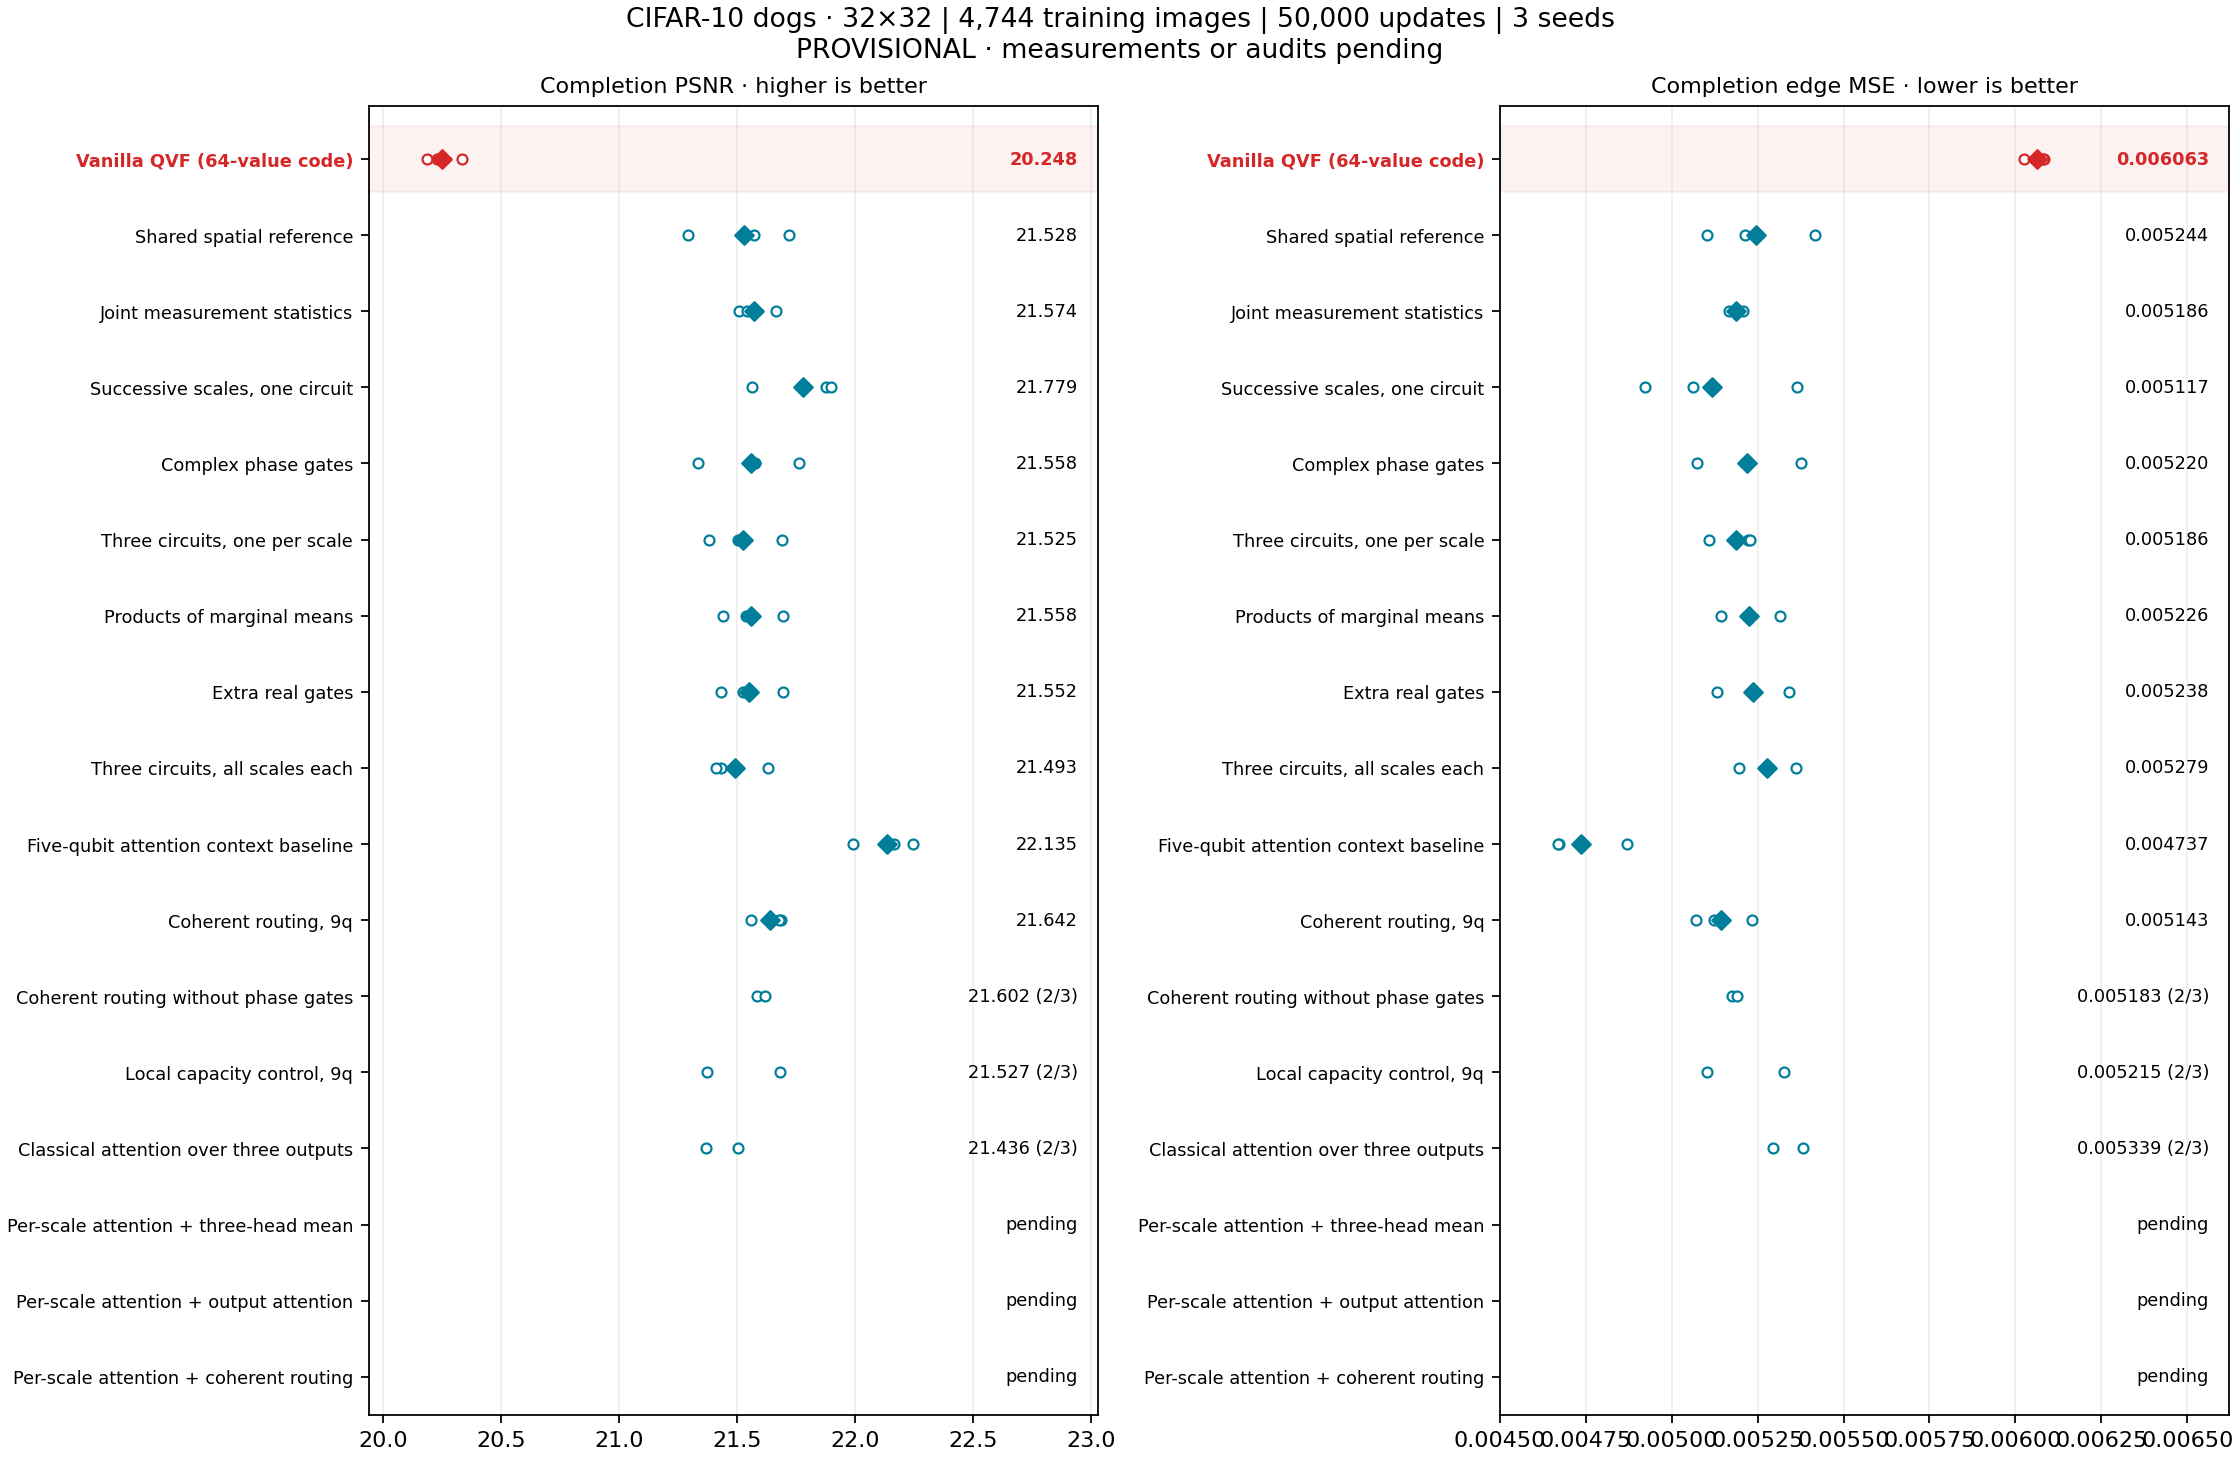 CIFAR-10 dogs · 32×32 | 4,744 training images | 50,000 updates | 3 seeds
PROVISIONAL · measurements or audits pending
Completion PSNR · higher is better
Vanilla QVF (64-value code)
20.248
Shared spatial reference
21.528
Joint measurement statistics
21.574
Successive scales, one circuit
21.779
Complex phase gates
21.558
Three circuits, one per scale
21.525
Products of marginal means
21.558
Extra real gates
21.552
Three circuits, all scales each
21.493
Five-qubit attention context baseline
22.135
Coherent routing, 9q
21.642
Coherent routing without phase gates
21.602 (2/3)
Local capacity control, 9q
21.527 (2/3)
Classical attention over three outputs
21.436 (2/3)
Per-scale attention + three-head mean
pending
Per-scale attention + output attention
pending
Per-scale attention + coherent routing
pending
20.0 20.5 21.0 21.5 22.0 22.5 23.0
Completion edge MSE · lower is better
Vanilla QVF (64-value code)
0.006063
Shared spatial reference
0.005244
Joint measurement statistics
0.005186
Successive scales, one circuit
0.005117
Complex phase gates
0.005220
Three circuits, one per scale
0.005186
Products of marginal means
0.005226
Extra real gates
0.005238
Three circuits, all scales each
0.005279
Five-qubit attention context baseline
0.004737
Coherent routing, 9q
0.005143
Coherent routing without phase gates
0.005183 (2/3)
Local capacity control, 9q
0.005215 (2/3)
Classical attention over three outputs
0.005339 (2/3)
Per-scale attention + three-head mean
pending
Per-scale attention + output attention
pending
Per-scale attention + coherent routing
pending
0.00450 0.00475 0.00500 0.00525 0.00550 0.00575 0.00600 0.00625 0.00650